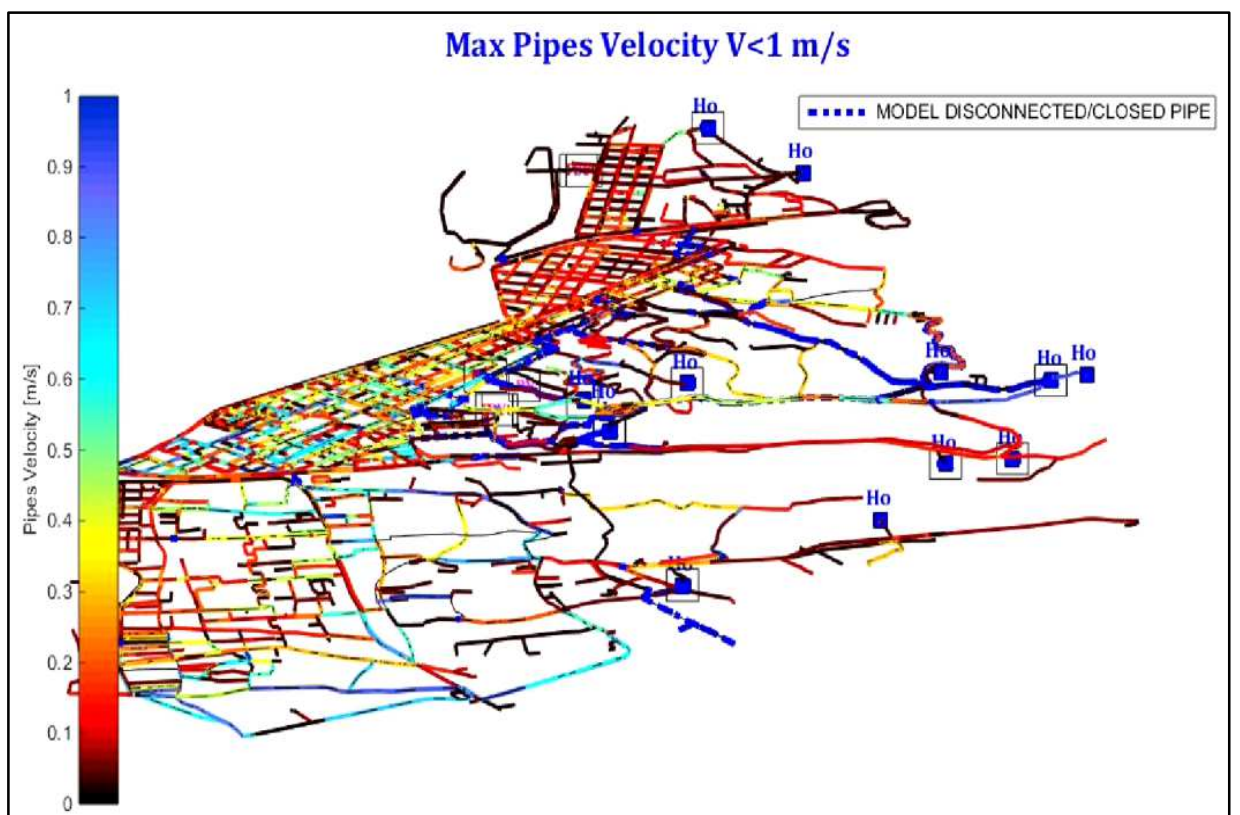 Max Pipes Velocity V<1 m/s
MODEL DISCONNECTED/CLOSED PIPE
Pipes Velocity [m/s]
1
0.9
0.8
0.7
0.6
0.5
0.4
0.3
0.2
0.1
0
Ho
Ho
Ho
Ho
Ho
Ho
Ho
Ho
Ho
Ho
Ho
Ho